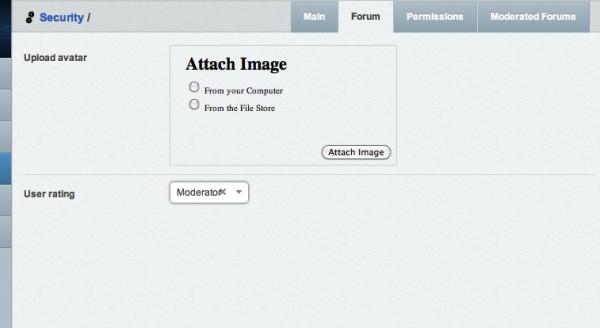 Security /
Main
Forum
Permissions
Moderated Forums
Upload avatar
Attach Image
From your Computer
From the File Store
Attach Image
User rating
Moderator